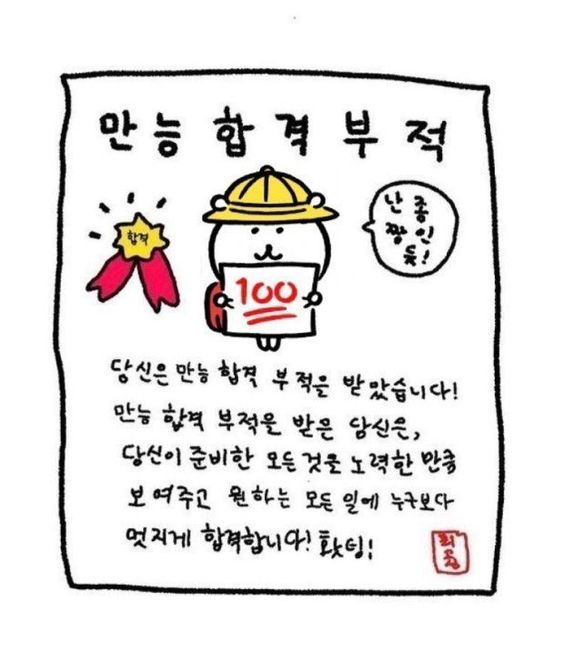 만능합격부적
합격
난 좀
짱인
듯!
100
당신은 만능 합격 부적을 받았습니다!
만능 합격 부적을 받은 당신은,
당신이 준비한 모든것을 노력한 만큼
보여주고 원하는 모든 일에 누구보다
멋지게 합격합니다! 홧팅!